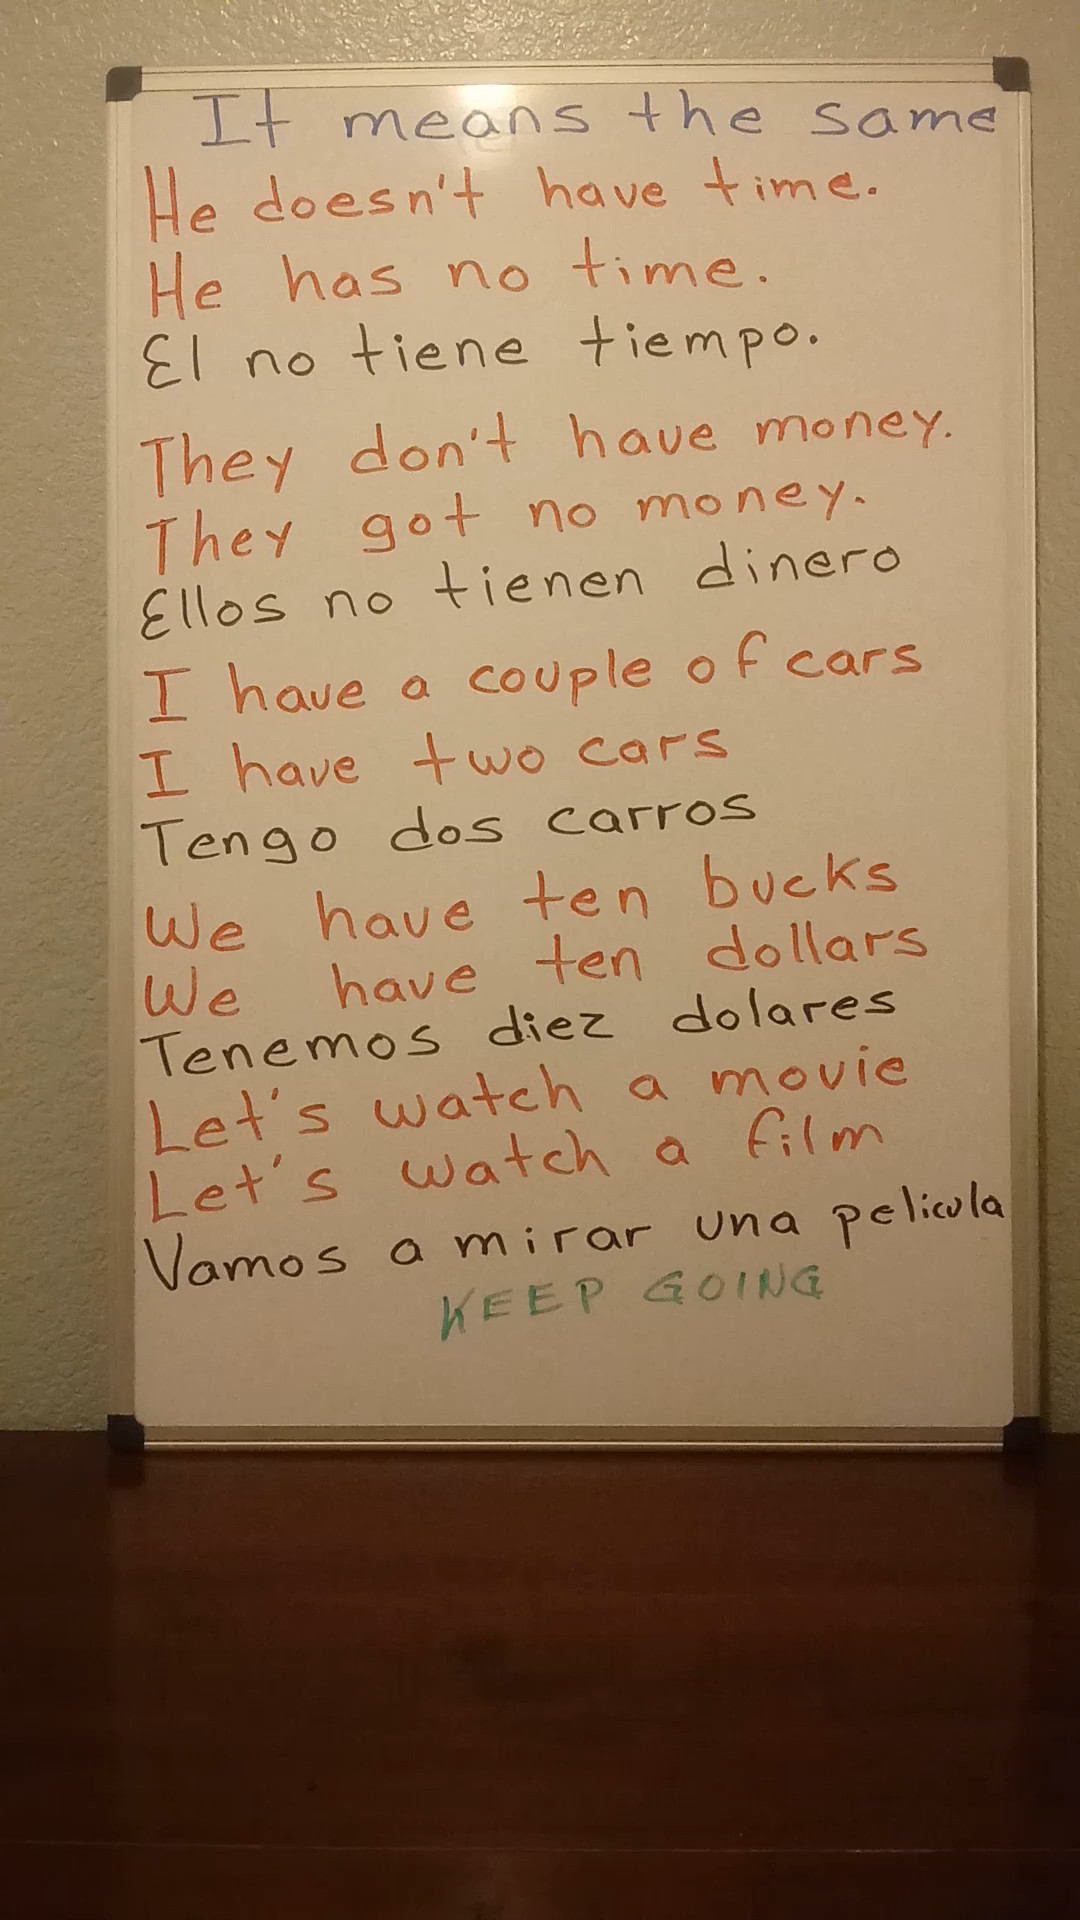 It means the same
He doesn't have time.
He has no time.
El no tiene tiempo.
They don't have money.
They got no money.
Ellos no tienen dinero
I have a couple of cars
I have two cars
Tengo dos carros
We have ten bucks
We have ten dollars
Tenemos diez dolares
Let's watch a movie
Let's watch a film
Vamos a mirar una pelicula
KEEP GOING